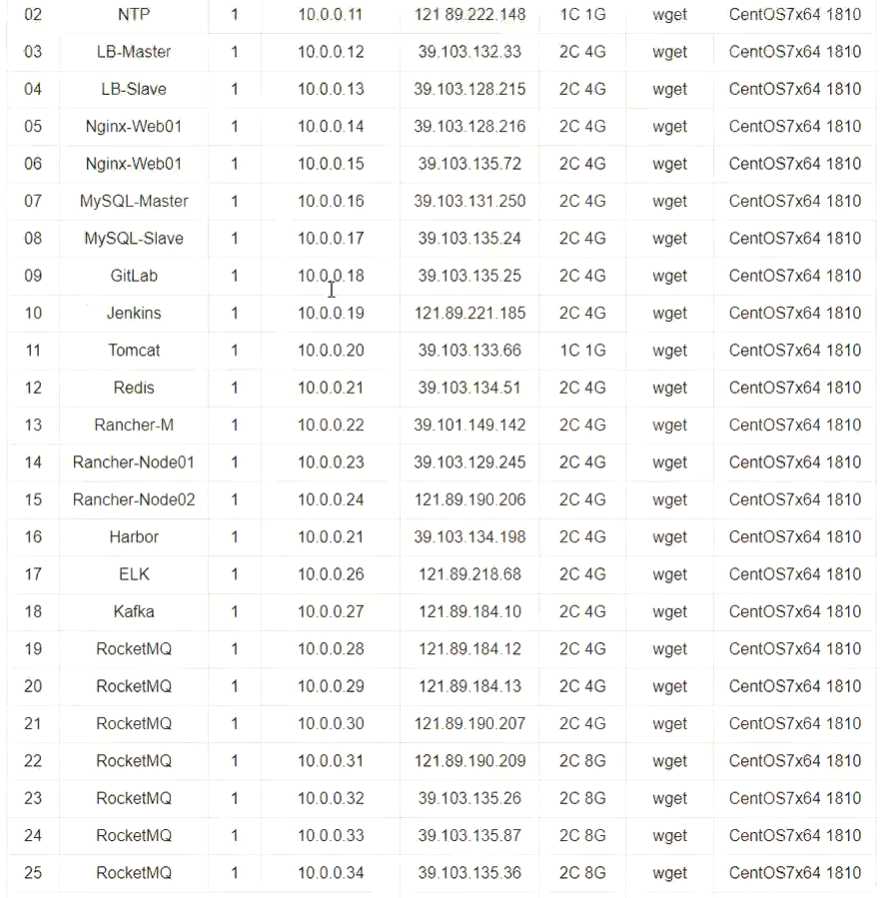 02 NTP 1 10.0.0.11 121 89.222.148 1C 1G wget CentOS7x64 1810
03 LB-Master 1 10.0.0.12 39.103.132.33 2C 4G wget CentOS7x64 1810
04 LB-Slave 1 10.0.0.13 39.103.128.215 2C 4G wget CentOS7x64 1810
05 Nginx-Web01 1 10.0.0.14 39.103.128.216 2C 4G wget CentOS7x64 1810
06 Nginx-Web01 1 10.0.0.15 39.103.135.72 2C 4G wget CentOS7x64 1810
07 MySQL-Master 1 10.0.0.16 39.103.131.250 2C 4G wget CentOS7x64 1810
08 MySQL-Slave 1 10.0.0.17 39.103.135.24 2C 4G wget CentOS7x64 1810
09 GitLab 1 10.0.0.18 39.103.135.25 2C 4G wget CentOS7x64 1810
10 Jenkins 1 10.0.0.19 121.89.221.185 2C 4G wget CentOS7x64 1810
11 Tomcat 1 10.0.0.20 39.103.133.66 1C 1G wget CentOS7x64 1810
12 Redis 1 10.0.0.21 39.103.134.51 2C 4G wget CentOS7x64 1810
13 Rancher-M 1 10.0.0.22 39.101.149.142 2C 4G wget CentOS7x64 1810
14 Rancher-Node01 1 10.0.0.23 39.103.129.245 2C 4G wget CentOS7x64 1810
15 Rancher-Node02 1 10.0.0.24 121.89.190.206 2C 4G wget CentOS7x64 1810
16 Harbor 1 10.0.0.21 39.103.134.198 2C 4G wget CentOS7x64 1810
17 ELK 1 10.0.0.26 121.89.218.68 2C 4G wget CentOS7x64 1810
18 Kafka 1 10.0.0.27 121.89.184.10 2C 4G wget CentOS7x64 1810
19 RocketMQ 1 10.0.0.28 121.89.184.12 2C 4G wget CentOS7x64 1810
20 RocketMQ 1 10.0.0.29 121.89.184.13 2C 4G wget CentOS7x64 1810
21 RocketMQ 1 10.0.0.30 121.89.190.207 2C 4G wget CentOS7x64 1810
22 RocketMQ 1 10.0.0.31 121.89.190.209 2C 8G wget CentOS7x64 1810
23 RocketMQ 1 10.0.0.32 39.103.135.26 2C 8G wget CentOS7x64 1810
24 RocketMQ 1 10.0.0.33 39.103.135.87 2C 8G wget CentOS7x64 1810
25 RocketMQ 1 10.0.0.34 39.103.135.36 2C 8G wget CentOS7x64 1810